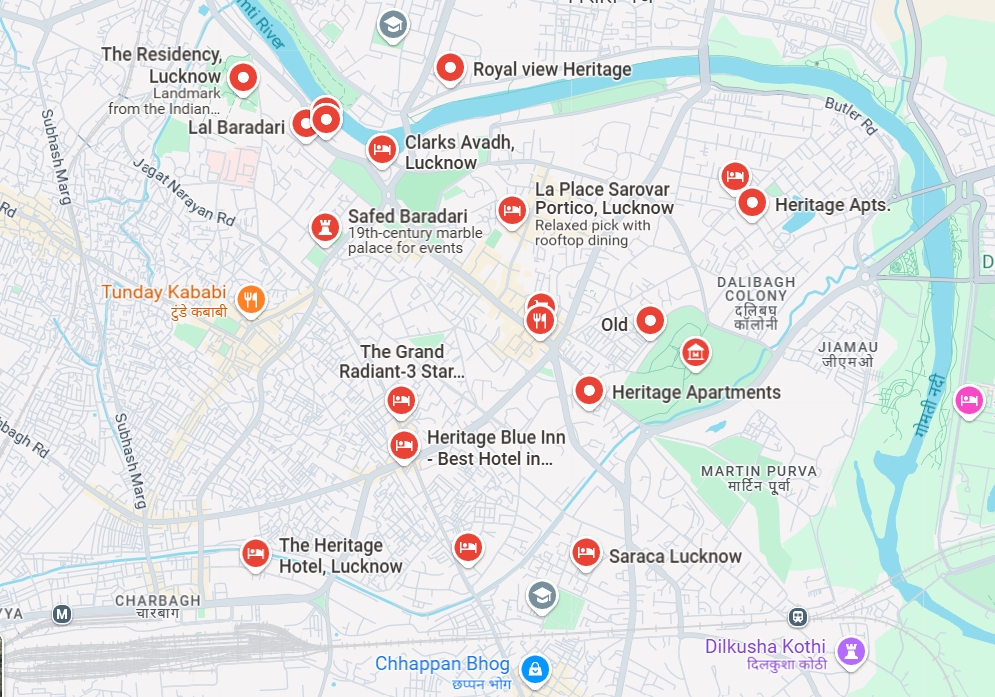 mti River
The Residency,
Lucknow
Landmark
from the Indian...
Royal view Heritage
Lal Baradari
Clarks Avadh,
Lucknow
Butler Rd
Subhash Marg
Jagat Narayan Rd
Rd
La Place Sarovar
Portico, Lucknow
Relaxed pick with
rooftop dining
Heritage Apts.
Safed Baradari
19th-century marble
palace for events
Tunday Kababi
टुंडे कबाबी
DALIBAGH
COLONY
दलिबघ
कॉलोनी
D
Old
JIAMAU
जीएमओ
The Grand
Radiant-3 Star...
Heritage Apartments
गोमती नदी
Heritage Blue Inn
- Best Hotel in...
Subhash Marg
bagh Rd
MARTIN PURVA
मार्टिन पूर्वा
The Heritage
Hotel, Lucknow
Saraca Lucknow
CHARBAGH
चारबाग
YA
M
Dilkusha Kothi
दिलकुशा कोठी
Chhappan Bhog
छप्पन भोग